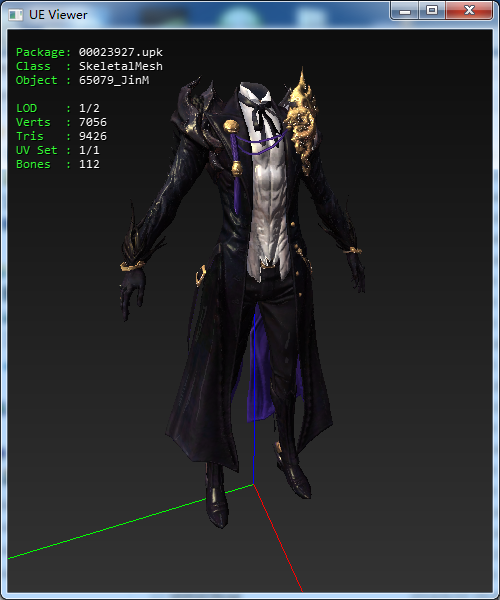 UE Viewer
Package: 00023927.upk
Class : SkeletalMesh
Object : 65079_JinM
LOD : 1/2
Verts : 7056
Tris : 9426
UV Set : 1/1
Bones : 112